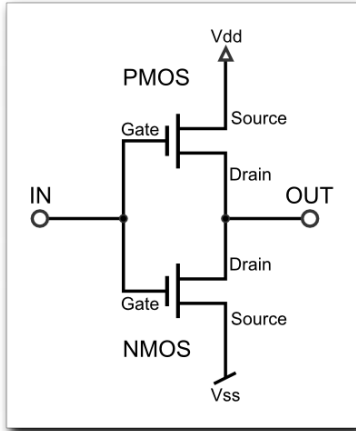 Vdd
PMOS
Source
Gate
Drain
IN
OUT
Drain
Gate
Source
NMOS
Vss